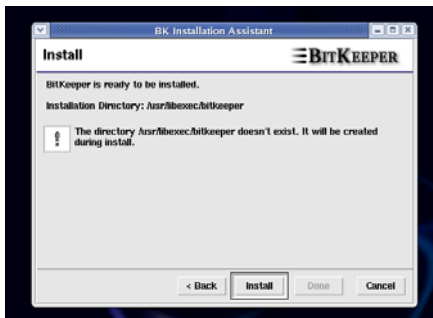 BK Installation Assistant
Install
BITKEEPER
BitKeeper is ready to be installed.
Installation Directory: /usr/libexec/bitkeeper
The directory /usr/libexec/bitkeeper doesn't exist. It will be created
during install.
< Back
Install
Done
Cancel